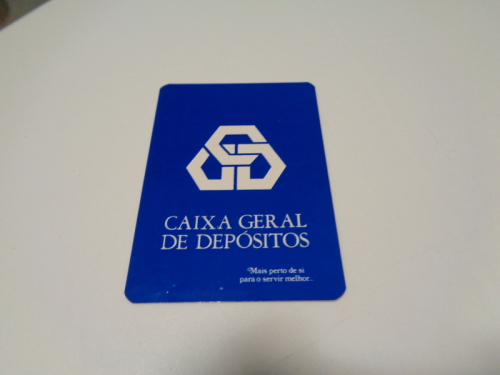 CAIXA GERAL
DE DEPÓSITOS
Mais perto de si
para o servir melhor..